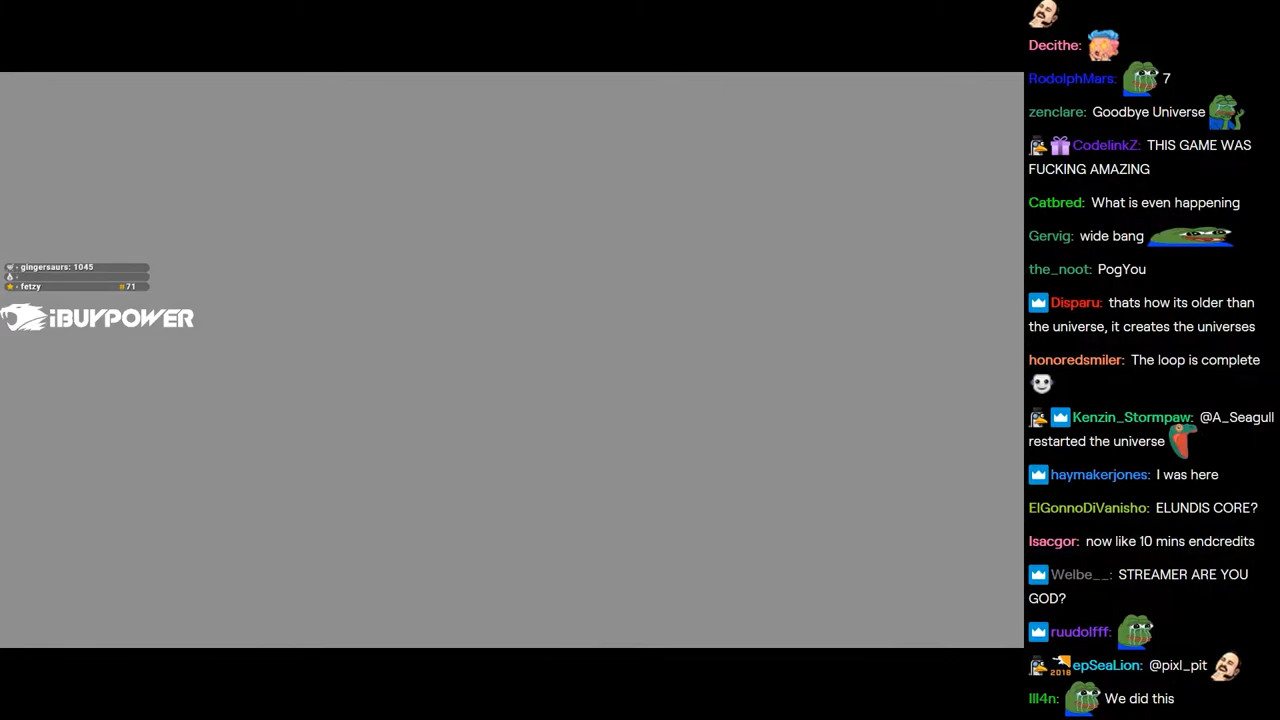 gingersaurs: 1045
fetzy 71
iBUYPOWER
Decithe:
RodolphMars: 7
zenclare: Goodbye Universe
CodelinkZ: THIS GAME WAS
FUCKING AMAZING
Catbred: What is even happening
Gervig: wide bang
the_noot: PogYou
Disparu: thats how its older than
the universe, it creates the universes
honoredsmiler: The loop is complete
Kenzin_Stormpaw: @A_Seagull
restarted the universe
haymakerjones: I was here
ElGonnoDiVanisho: ELUNDIS CORE?
Isacgor: now like 10 mins endcredits
Welbe__: STREAMER ARE YOU
GOD?
ruudolfff:
2018 epSeaLion: @pixl_pit
lll4n: We did this